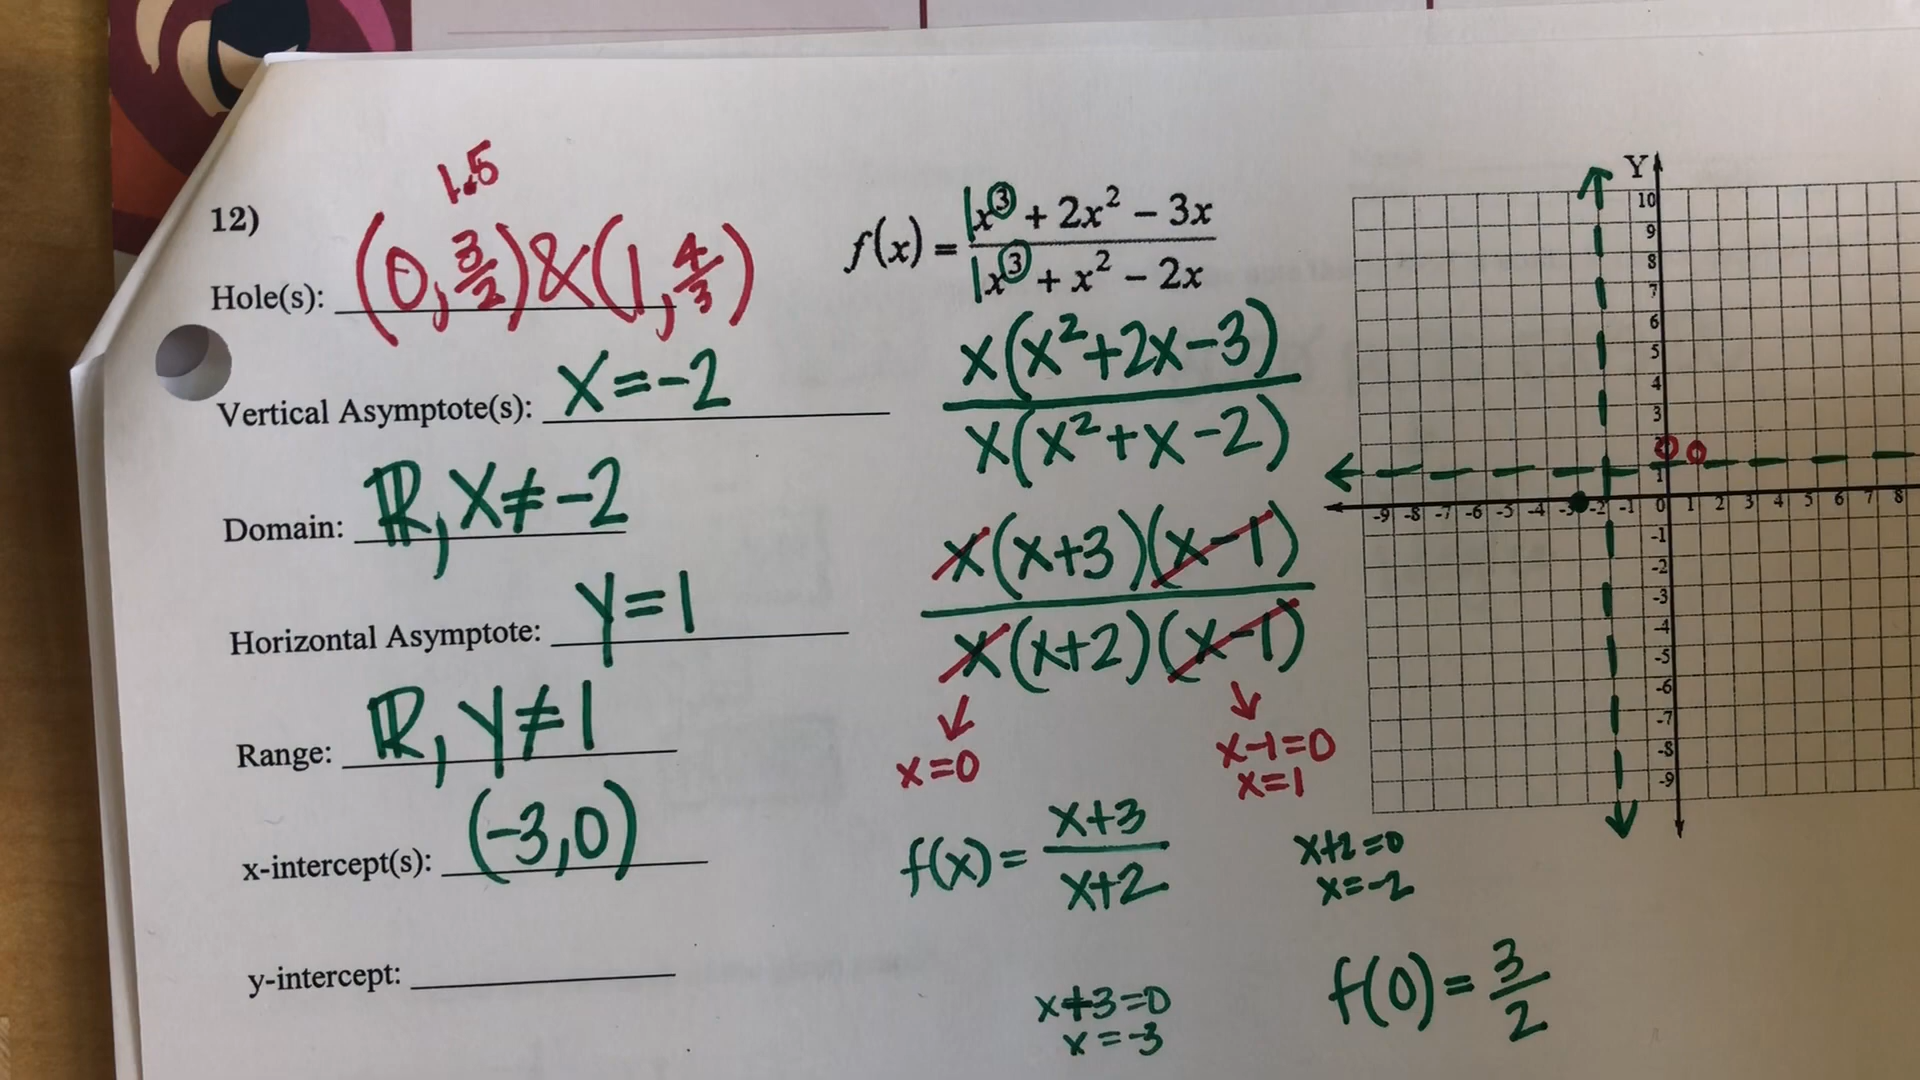 1.5
12)
Hole(s): (0, 3/2) & (1, 4/3)
Vertical Asymptote(s): x=-2
Domain: ℝ, x≠-2
Horizontal Asymptote: y=1
Range: ℝ, y≠1
x-intercept(s): (-3,0)
y-intercept:
f(x) = (1x³ + 2x² − 3x)/(1x³ + x² − 2x)
x(x²+2x-3)
x(x²+x-2)
x(x+3)(x-1)
x(x+2)(x-1)
x=0
x-1=0
x=1
f(x) = (x+3)/(x+2)
x+2=0
x=-2
x+3=0
x=-3
f(0) = 3/2
Y
10
9
8
7
6
5
4
3
2
1
-9 -8 -7 -6 -5 -4 -3 -2 -1 0 1 2 3 4 5 6 7 8
-1
-2
-3
-4
-5
-6
-7
-8
-9